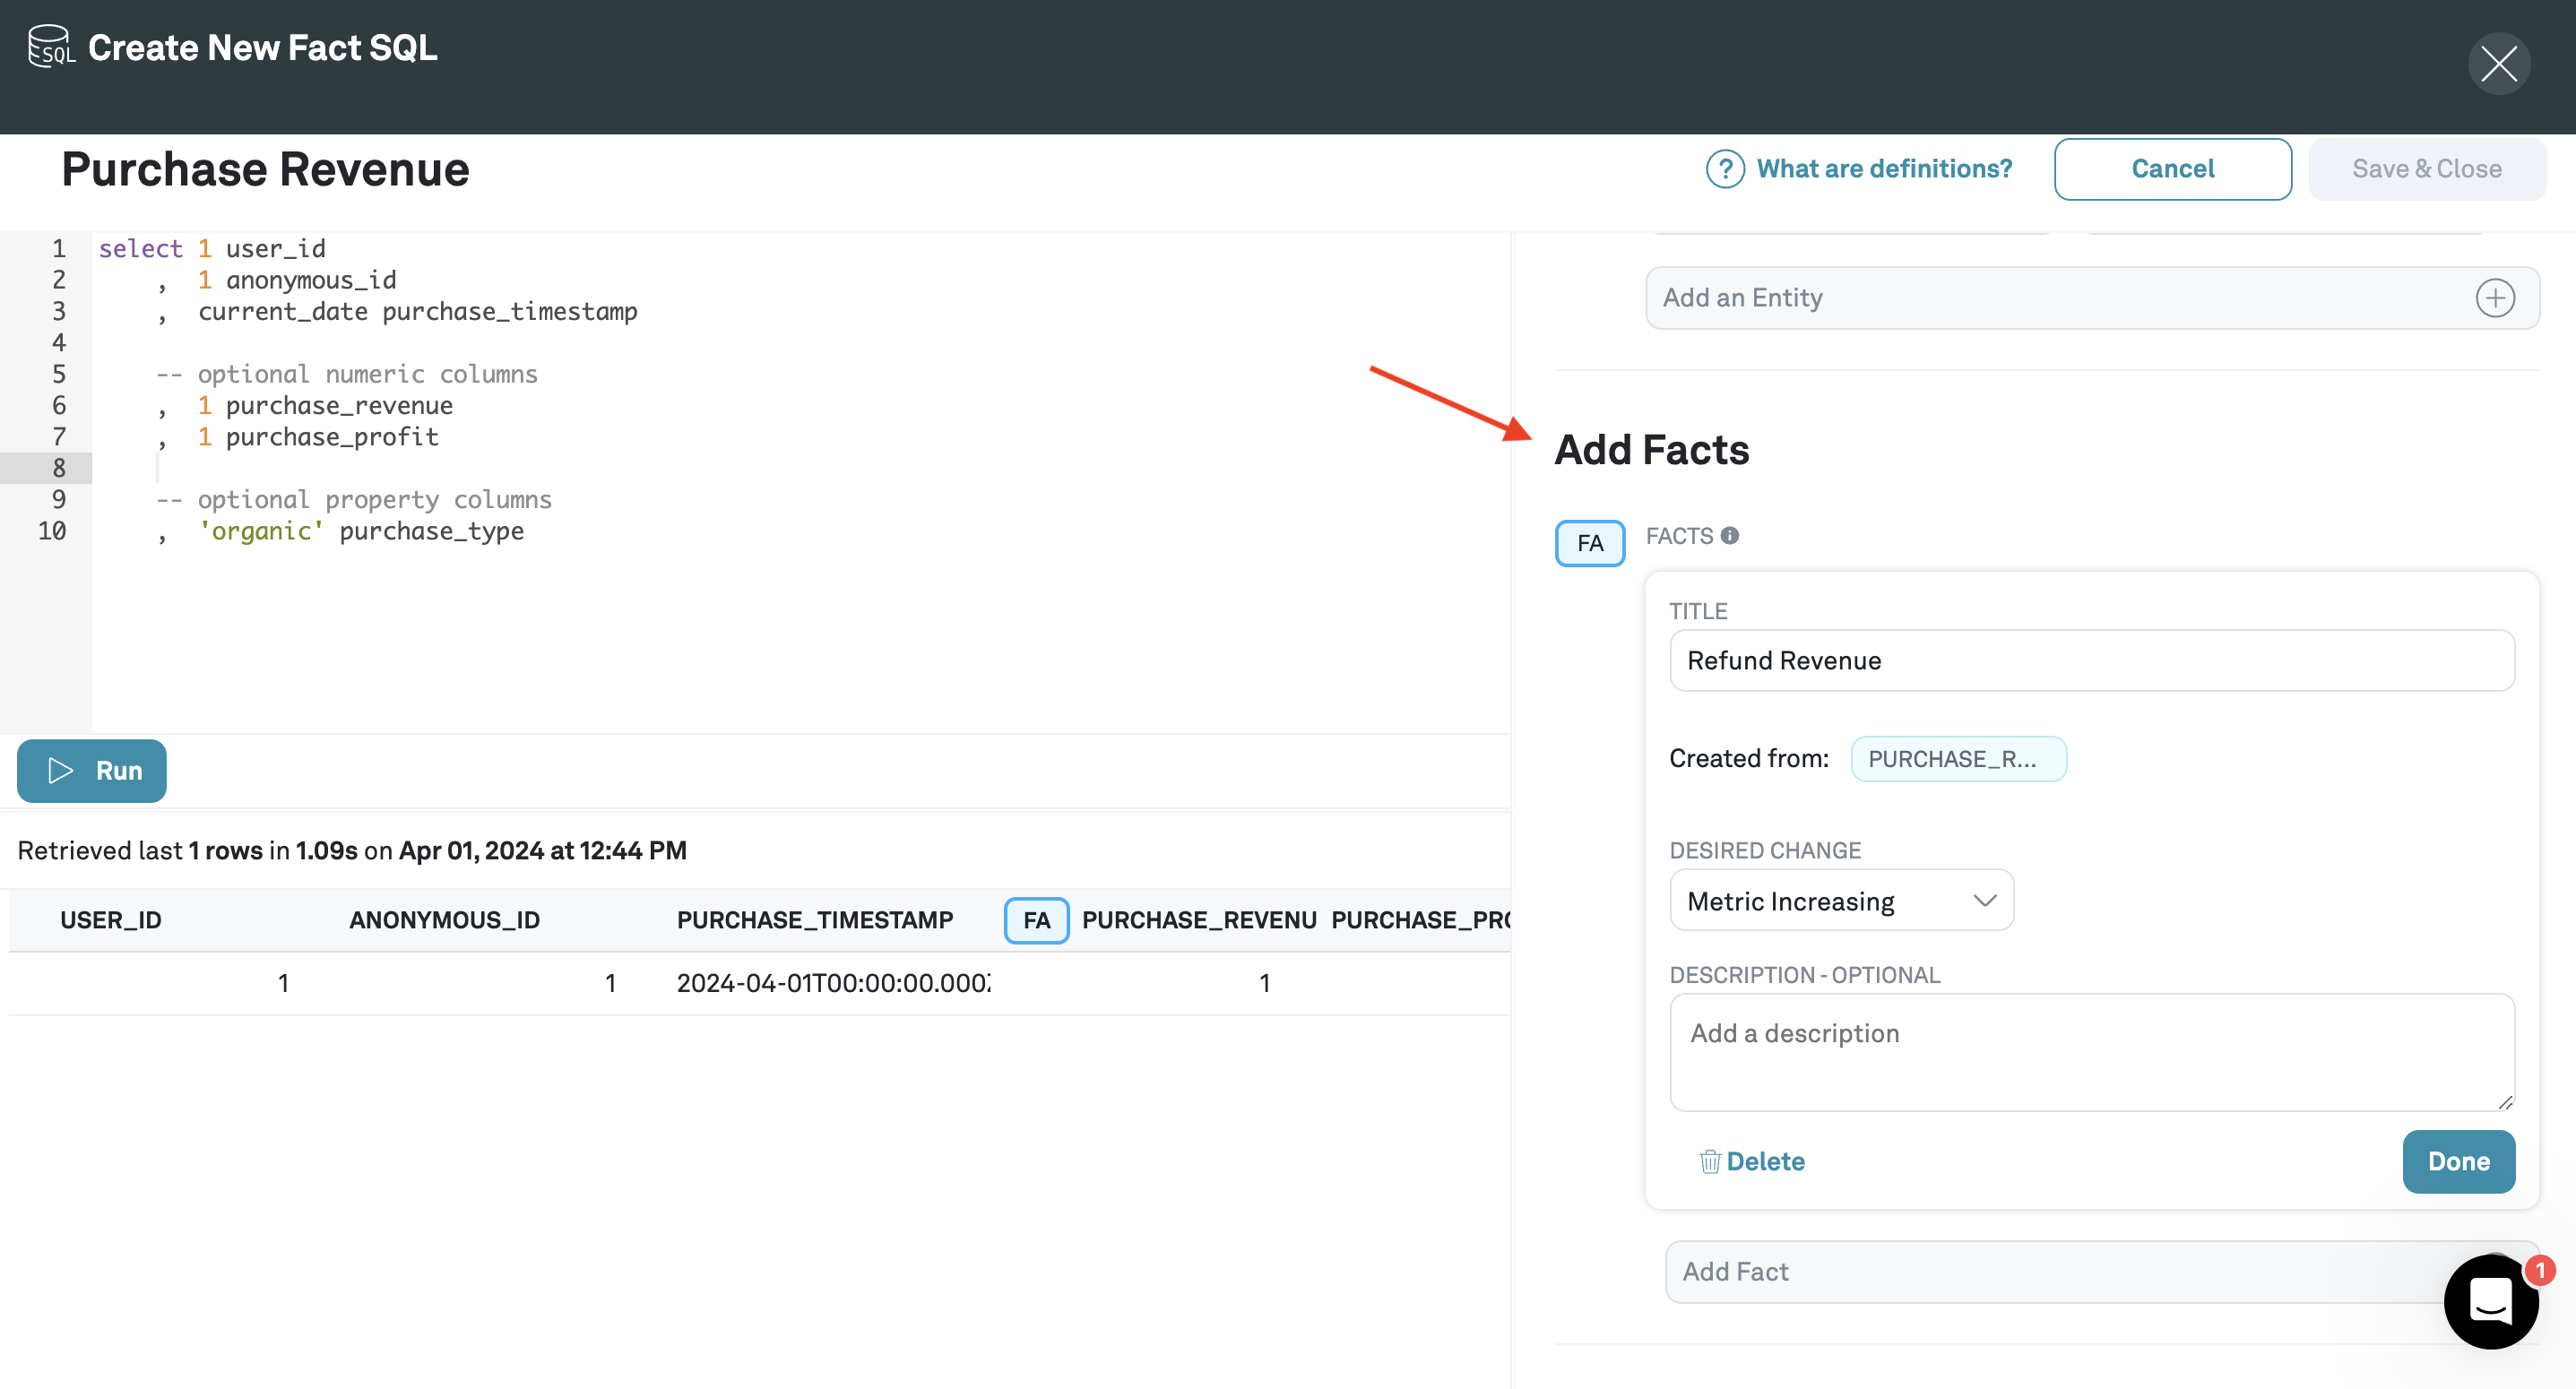 SQL Create New Fact SQL
Purchase Revenue
? What are definitions?
Cancel
Save & Close
1 select 1 user_id
2 , 1 anonymous_id
3 , current_date purchase_timestamp
4
5 -- optional numeric columns
6 , 1 purchase_revenue
7 , 1 purchase_profit
8
9 -- optional property columns
10 , 'organic' purchase_type
Run
Retrieved last 1 rows in 1.09s on Apr 01, 2024 at 12:44 PM
USER_ID ANONYMOUS_ID PURCHASE_TIMESTAMP FA PURCHASE_REVENU PURCHASE_PRO
1 1 2024-04-01T00:00:00.000Z 1
Add an Entity
Add Facts
FA FACTS
TITLE
Refund Revenue
Created from: PURCHASE_R...
DESIRED CHANGE
Metric Increasing
DESCRIPTION - OPTIONAL
Add a description
Delete
Done
Add Fact
1